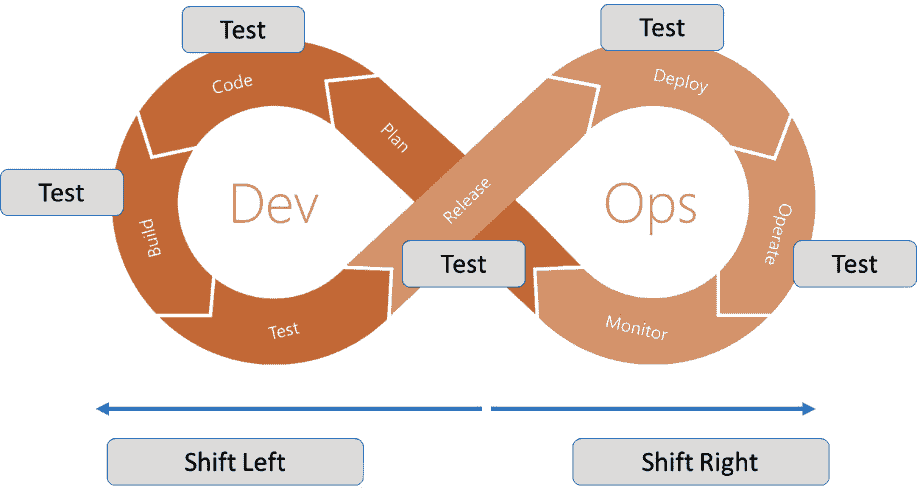 Test
Test
Code
Deploy
Plan
Test
Dev
Release
Ops
Build
Operate
Test
Test
Test
Monitor
Shift Left
Shift Right